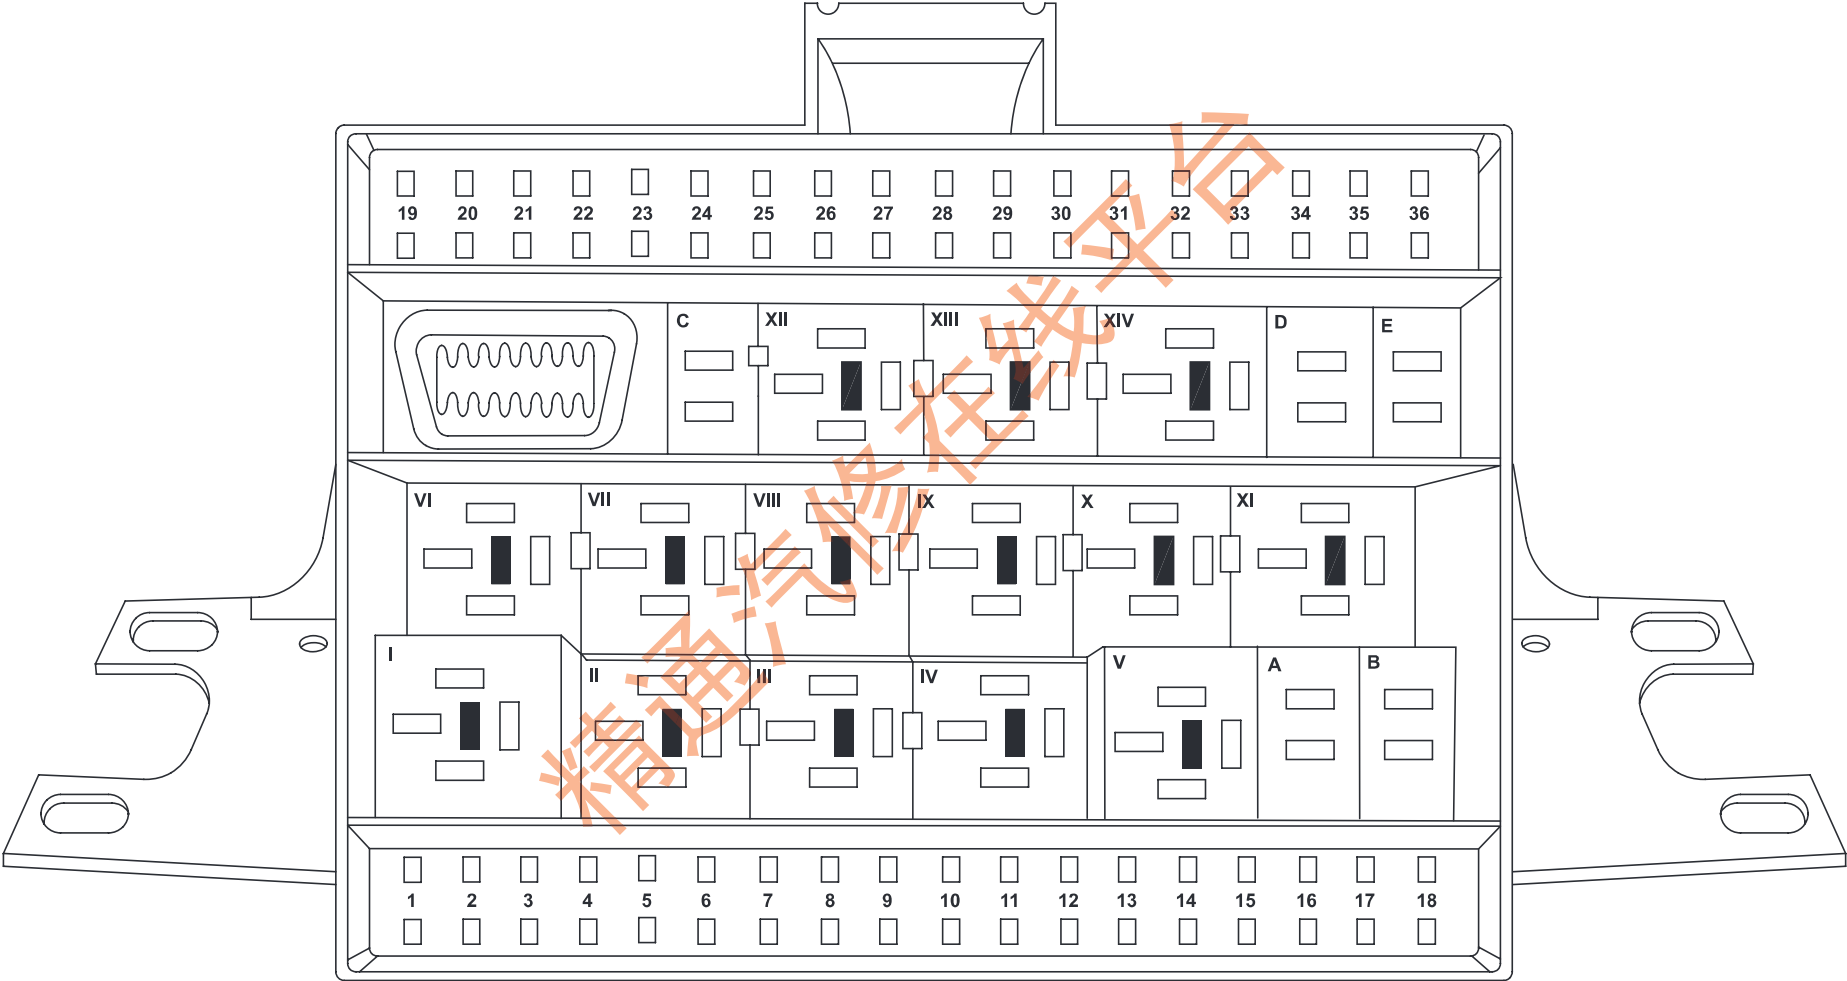 19 20 21 22 23 24 25 26 27 28 29 30 31 32 33 34 35 36
C XII XIII XIV D E
VI VII VIII IX X XI
I II III IV V A B
1 2 3 4 5 6 7 8 9 10 11 12 13 14 15 16 17 18
精通汽修在线平台